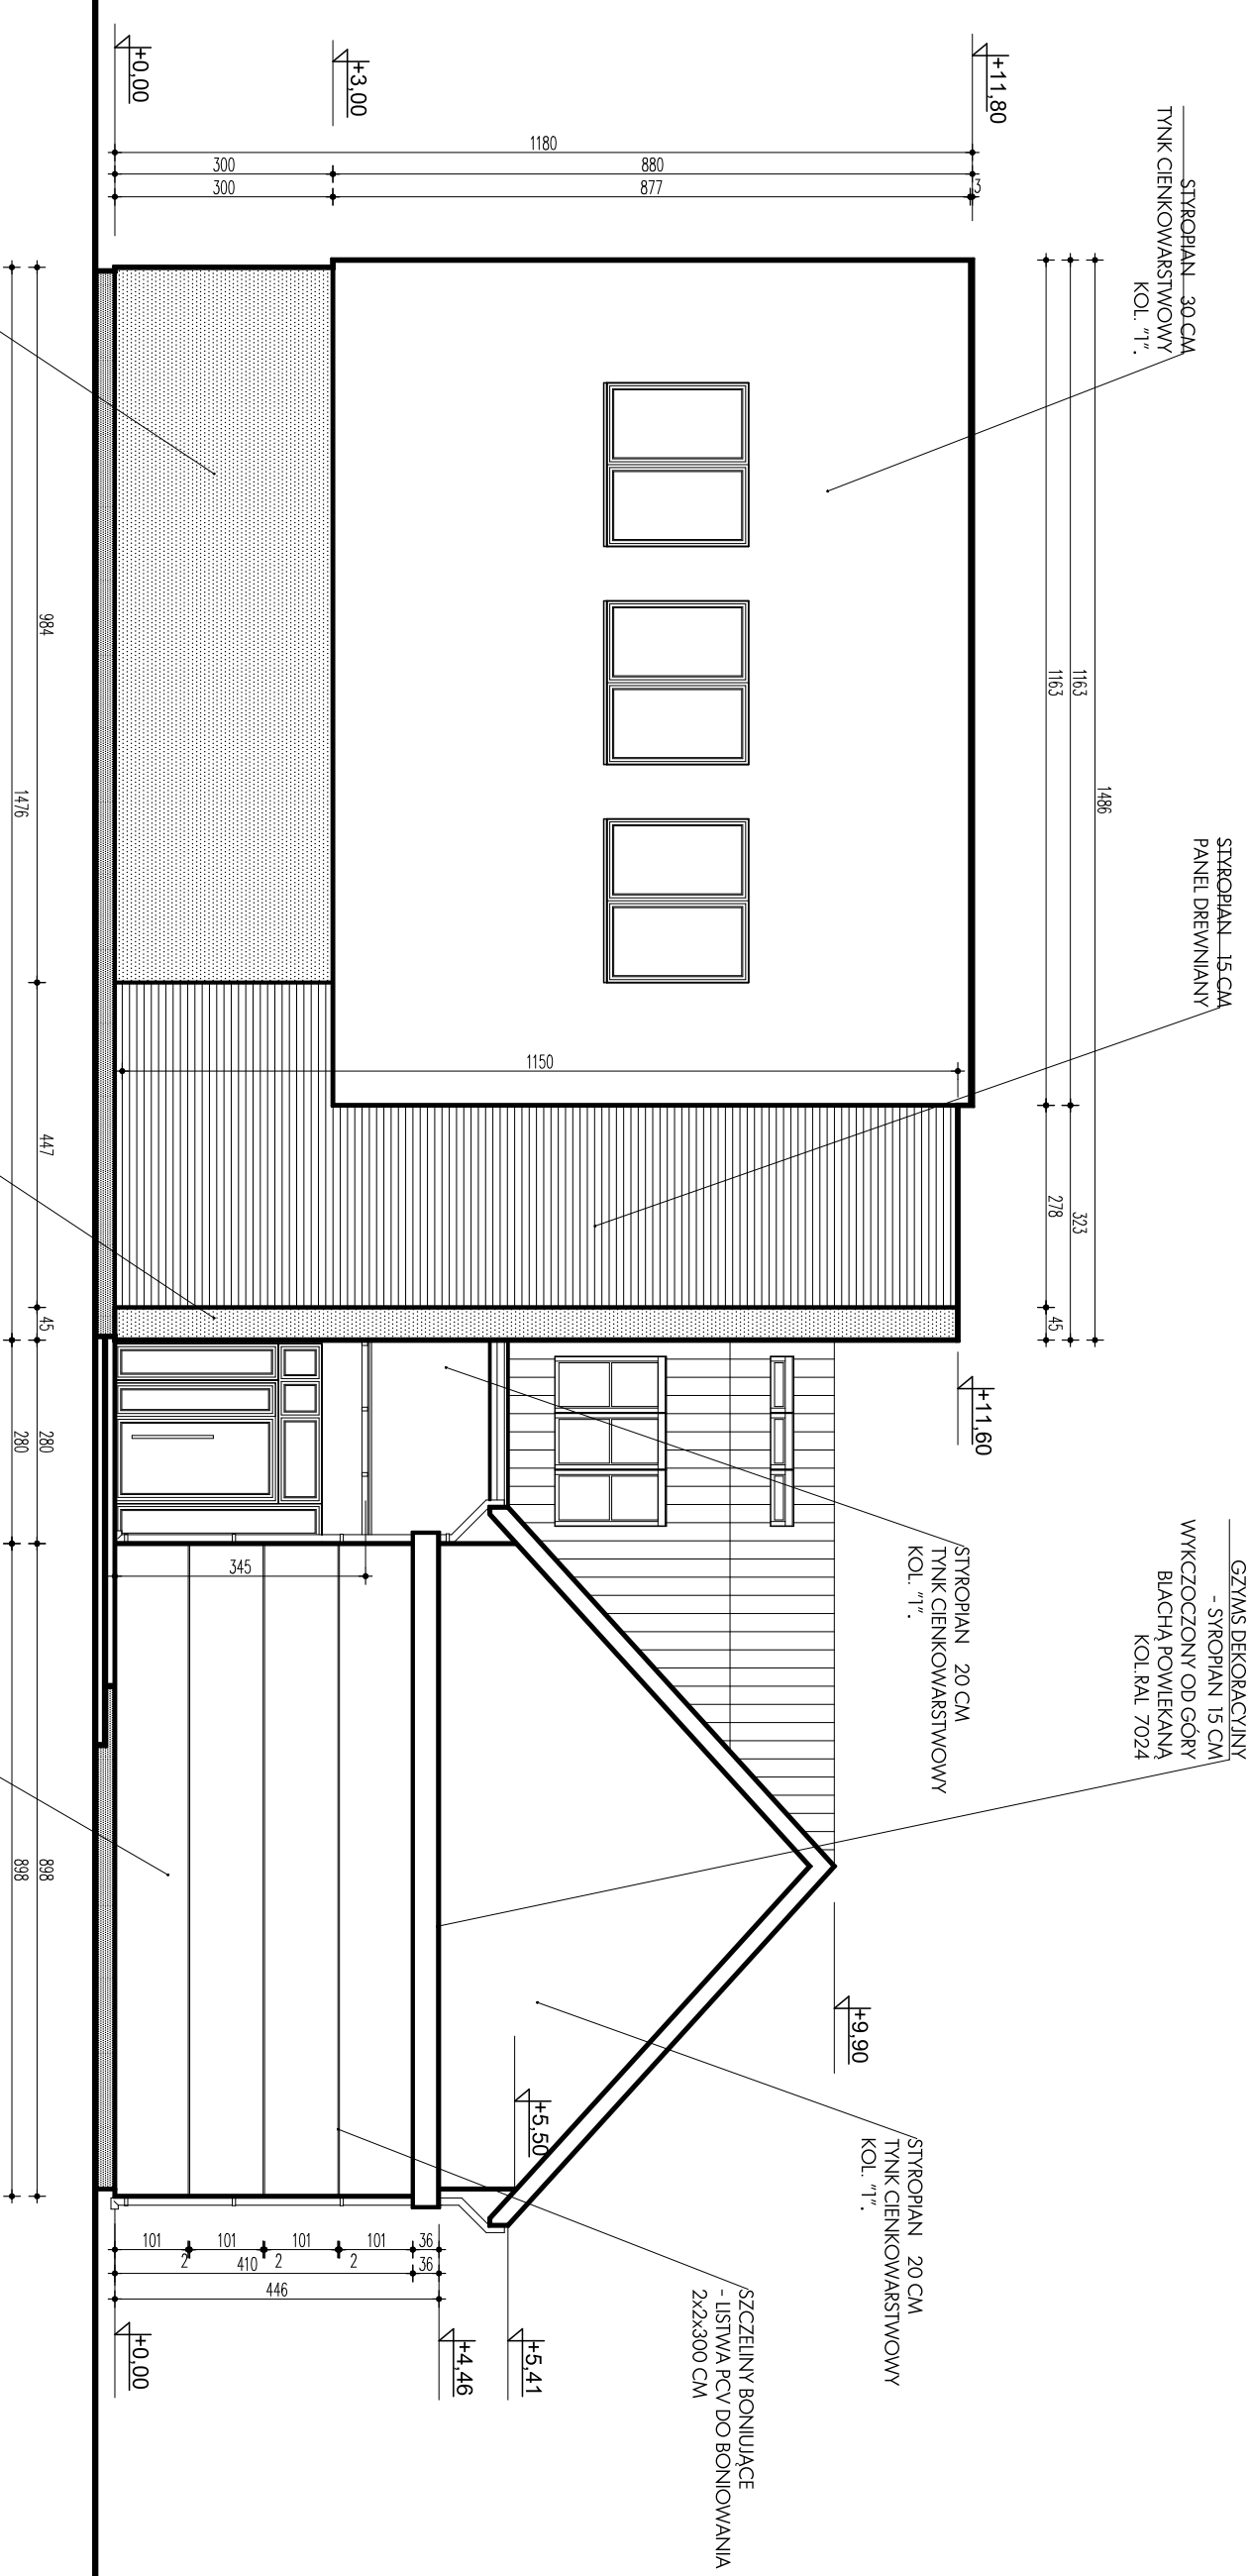 STYROPIAN 30 CM
TYNK CIENKOWARSTWOWY
KOL. "1".
STYROPIAN 15 CM
PANEL DREWNIANY
GZYMS DEKORACYJNY
- SYROPIAN 15 CM
WYKCZOCZONY OD GÓRY
BLACHĄ POWLEKANĄ
KOL.RAL 7024
STYROPIAN 20 CM
TYNK CIENKOWARSTWOWY
KOL. "1".
STYROPIAN 20 CM
TYNK CIENKOWARSTWOWY
KOL. "1".
SZCZELINY BONIUJĄCE
- LISTWA PCV DO BONIOWANIA
2x2x300 CM
1486
1163 323
1163 278 45
+11,80
+11,60
+9,90
+5,50
+5,41
+4,46
+3,00
+0,00
+0,00
1180
300 880
300 877 3
1150
345
101 101 101 101 36
2 2 2
410 36
446
984 447 45 280 898
1476 280 898